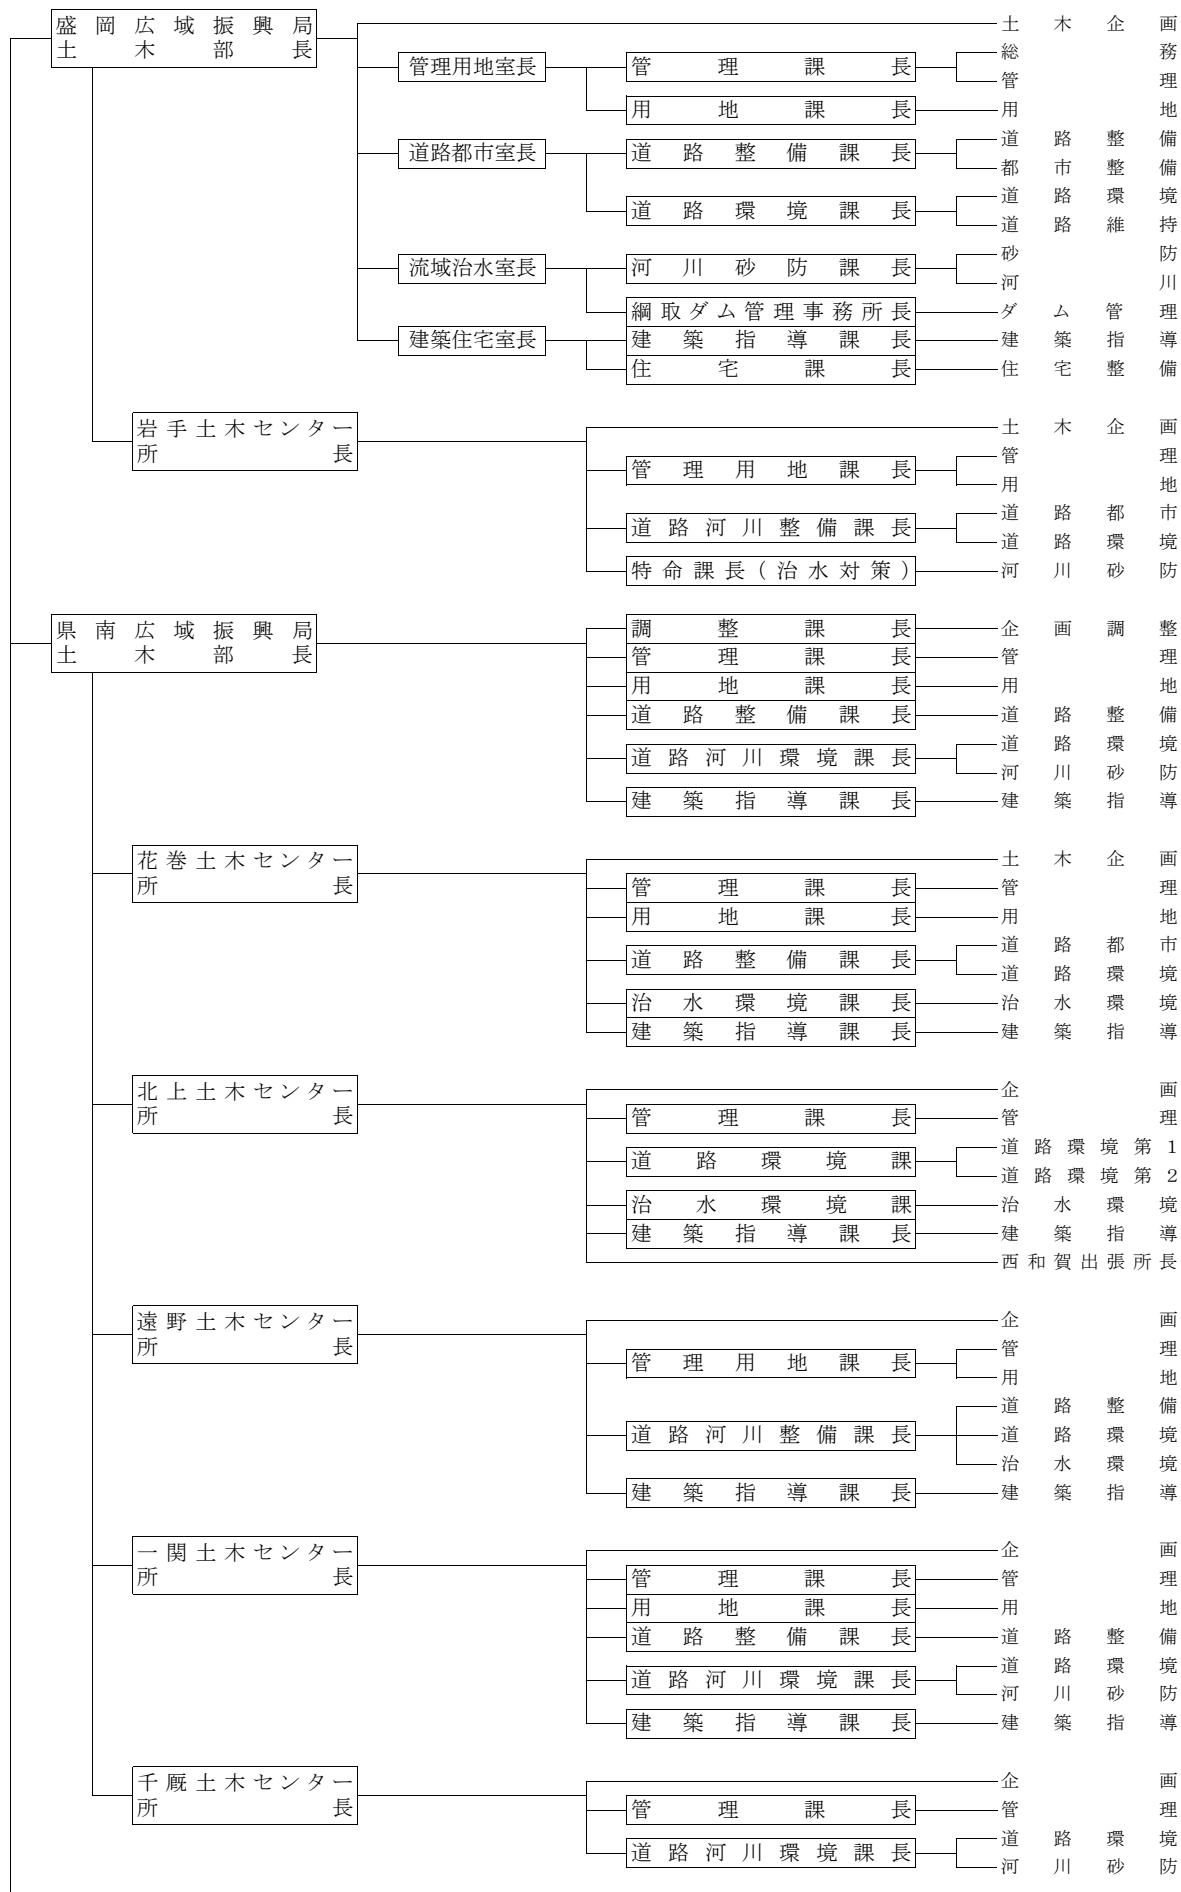 盛岡広域振興局
土木部長
土木企画
管理用地室長
管理課長
総務
管理
用地課長
用地
道路都市室長
道路整備課長
道路整備
都市整備
道路環境課長
道路環境
道路維持
流域治水室長
河川砂防課長
砂防
河川
綱取ダム管理事務所長
ダム管理
建築住宅室長
建築指導課長
建築指導
住宅課長
住宅整備
岩手土木センター
所長
土木企画
管理用地課長
管理
用地
道路河川整備課長
道路都市
道路環境
特命課長(治水対策)
河川砂防
県南広域振興局
土木部長
調整課長
企画調整
管理課長
管理
用地課長
用地
道路整備課長
道路整備
道路河川環境課長
道路環境
河川砂防
建築指導課長
建築指導
花巻土木センター
所長
土木企画
管理課長
管理
用地課長
用地
道路整備課長
道路都市
道路環境
治水環境課長
治水環境
建築指導課長
建築指導
北上土木センター
所長
企画
管理課長
管理
道路環境課
道路環境第1
道路環境第2
治水環境課
治水環境
建築指導課長
建築指導
西和賀出張所長
遠野土木センター
所長
企画
管理用地課長
管理
用地
道路河川整備課長
道路整備
道路環境
治水環境
建築指導課長
建築指導
一関土木センター
所長
企画
管理課長
管理
用地課長
用地
道路整備課長
道路整備
道路河川環境課長
道路環境
河川砂防
建築指導課長
建築指導
千厩土木センター
所長
企画
管理課長
管理
道路河川環境課長
道路環境
河川砂防